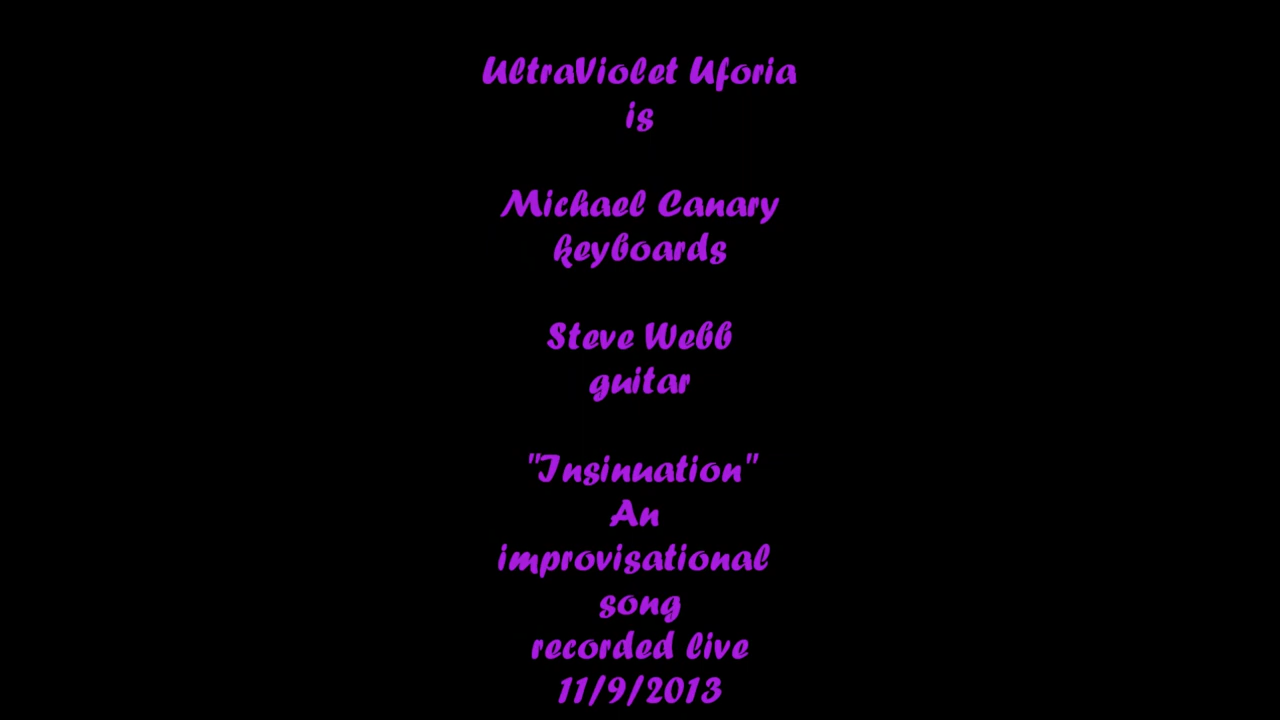 UltraViolet Uforia
is
Michael Canary
keyboards
Steve Webb
guitar
"Insinuation"
An
improvisational
song
recorded live
11/9/2013